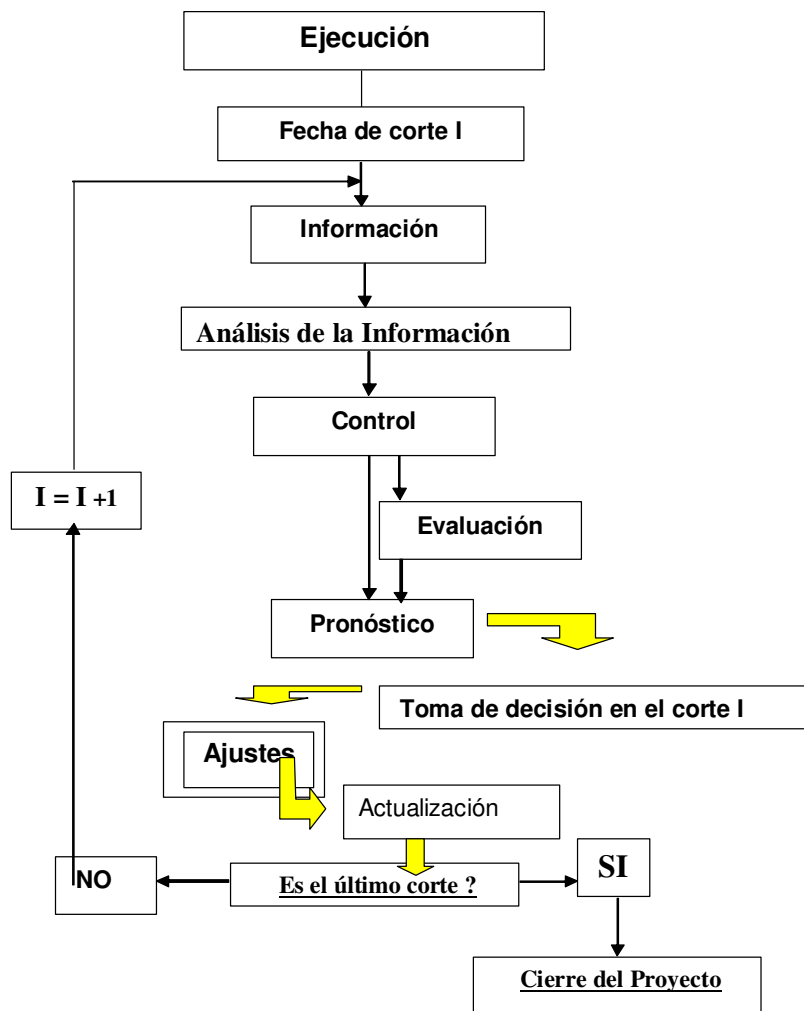 Ejecución
Fecha de corte I
Información
Análisis de la Información
Control
I = I +1
Evaluación
Pronóstico
Toma de decisión en el corte I
Ajustes
Actualización
NO
Es el último corte ?
SI
Cierre del Proyecto